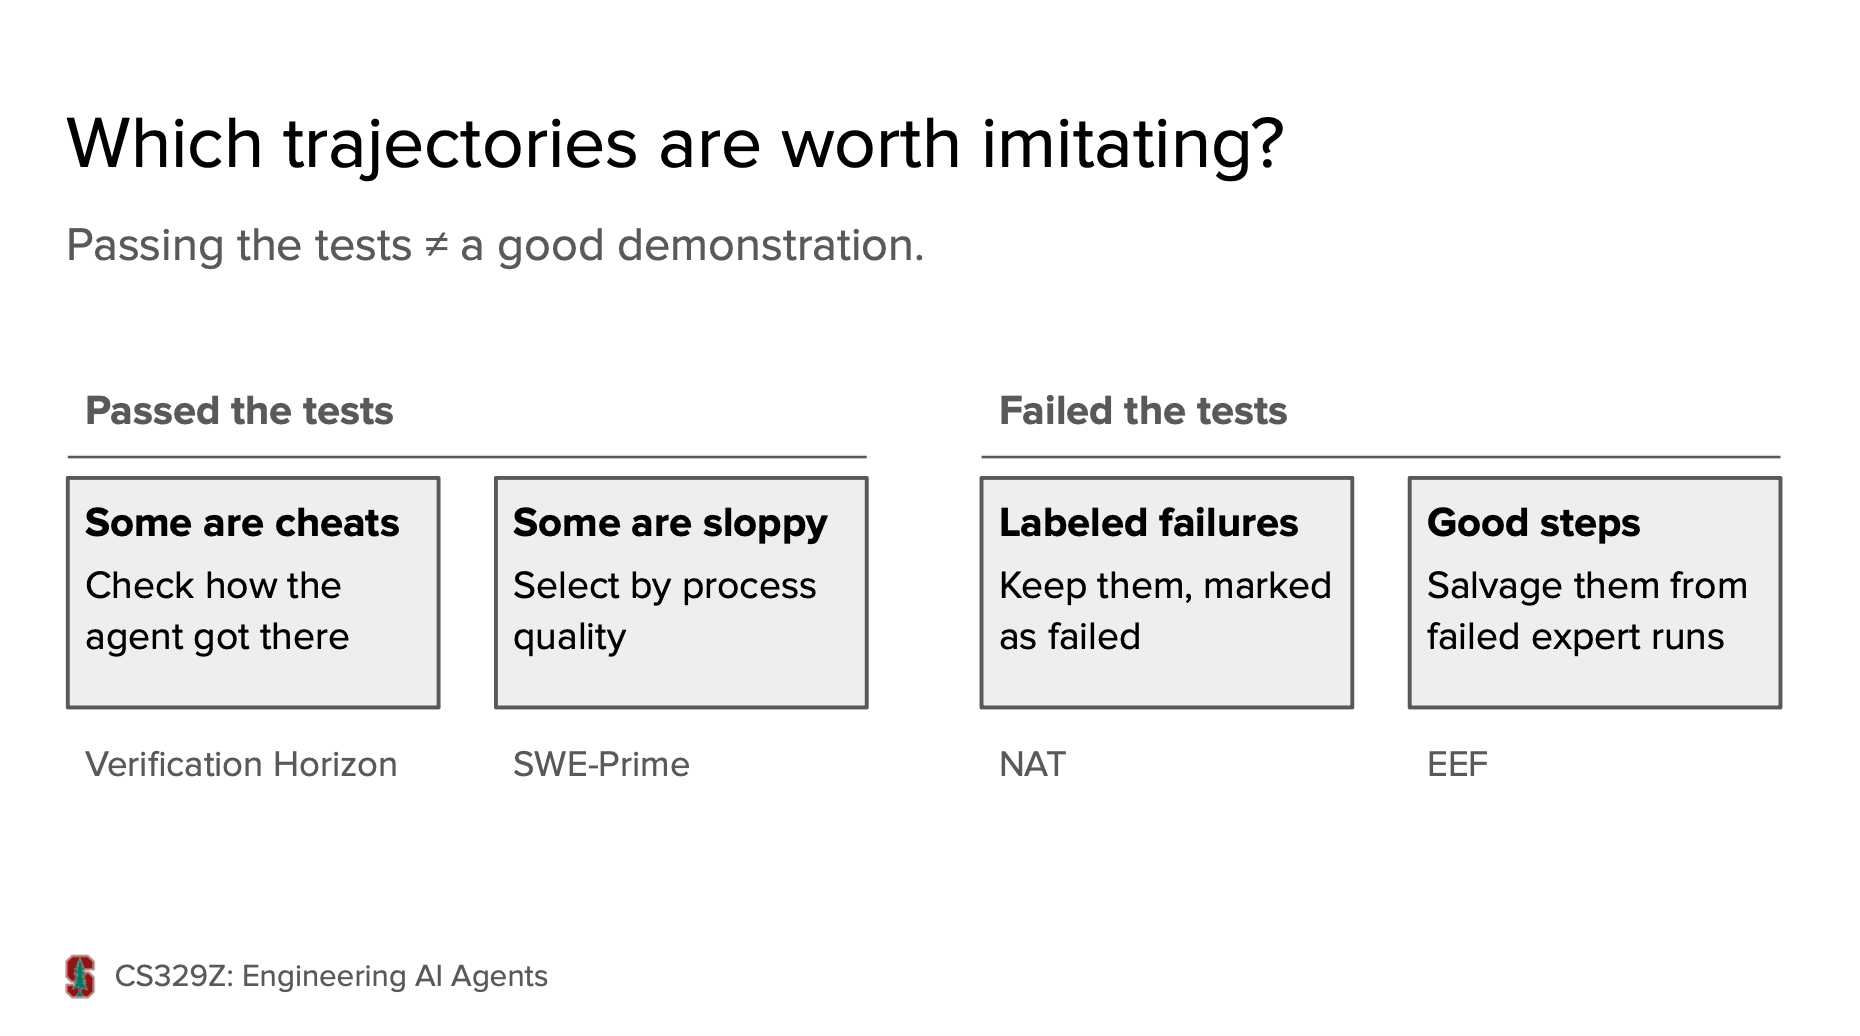 Which trajectories are worth imitating?
Passing the tests ≠ a good demonstration.
Passed the tests
Some are cheats
Check how the
agent got there
Verification Horizon
Some are sloppy
Select by process
quality
SWE-Prime
Failed the tests
Labeled failures
Keep them, marked
as failed
NAT
Good steps
Salvage them from
failed expert runs
EEF
S
CS329Z: Engineering AI Agents